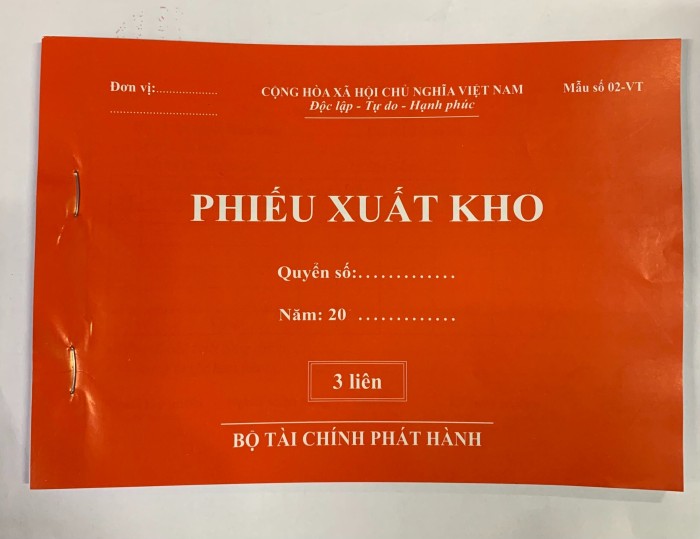 Đơn vị:....................
..........................
CỘNG HÒA XÃ HỘI CHỦ NGHĨA VIỆT NAM
Độc lập - Tự do - Hạnh phúc
Mẫu số 02-VT
PHIẾU XUẤT KHO
Quyển số:.............
Năm: 20 .............
3 liên
BỘ TÀI CHÍNH PHÁT HÀNH